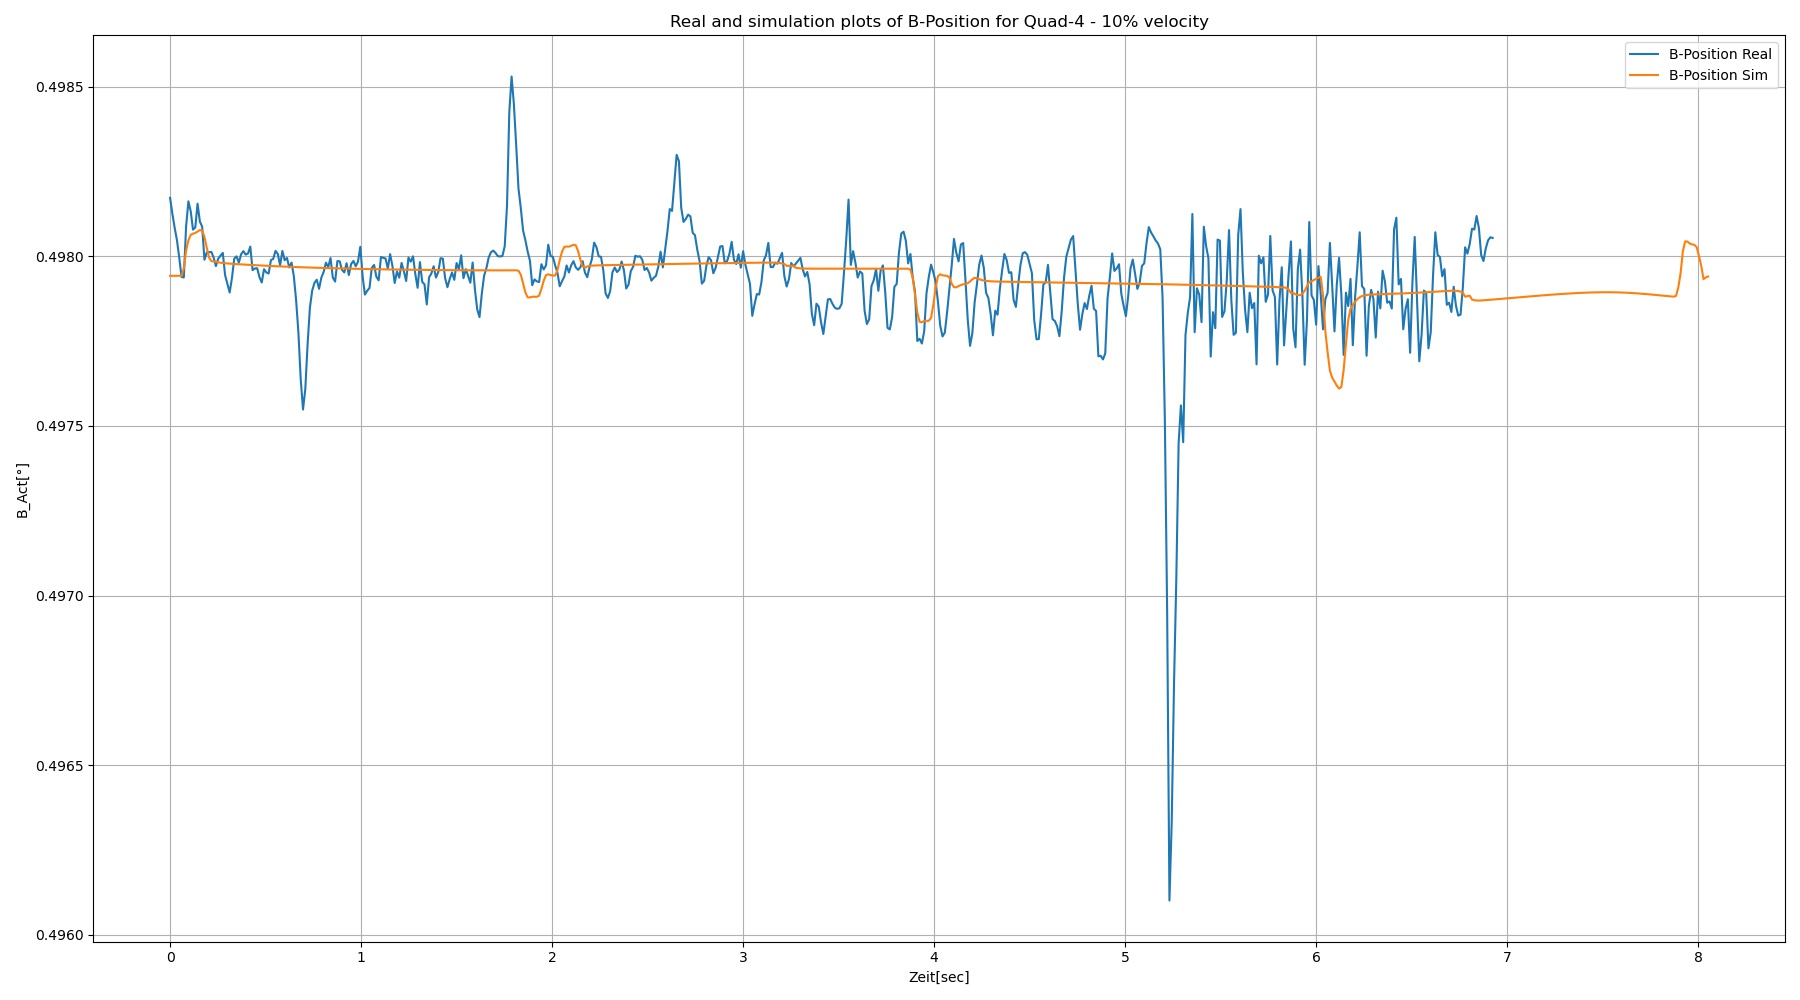 Real and simulation plots of B-Position for Quad-4 - 10% velocity
B-Position Real
B-Position Sim
0.4985
0.4980
0.4975
0.4970
0.4965
0.4960
B_Act[°]
0 1 2 3 4 5 6 7 8
Zeit[sec]